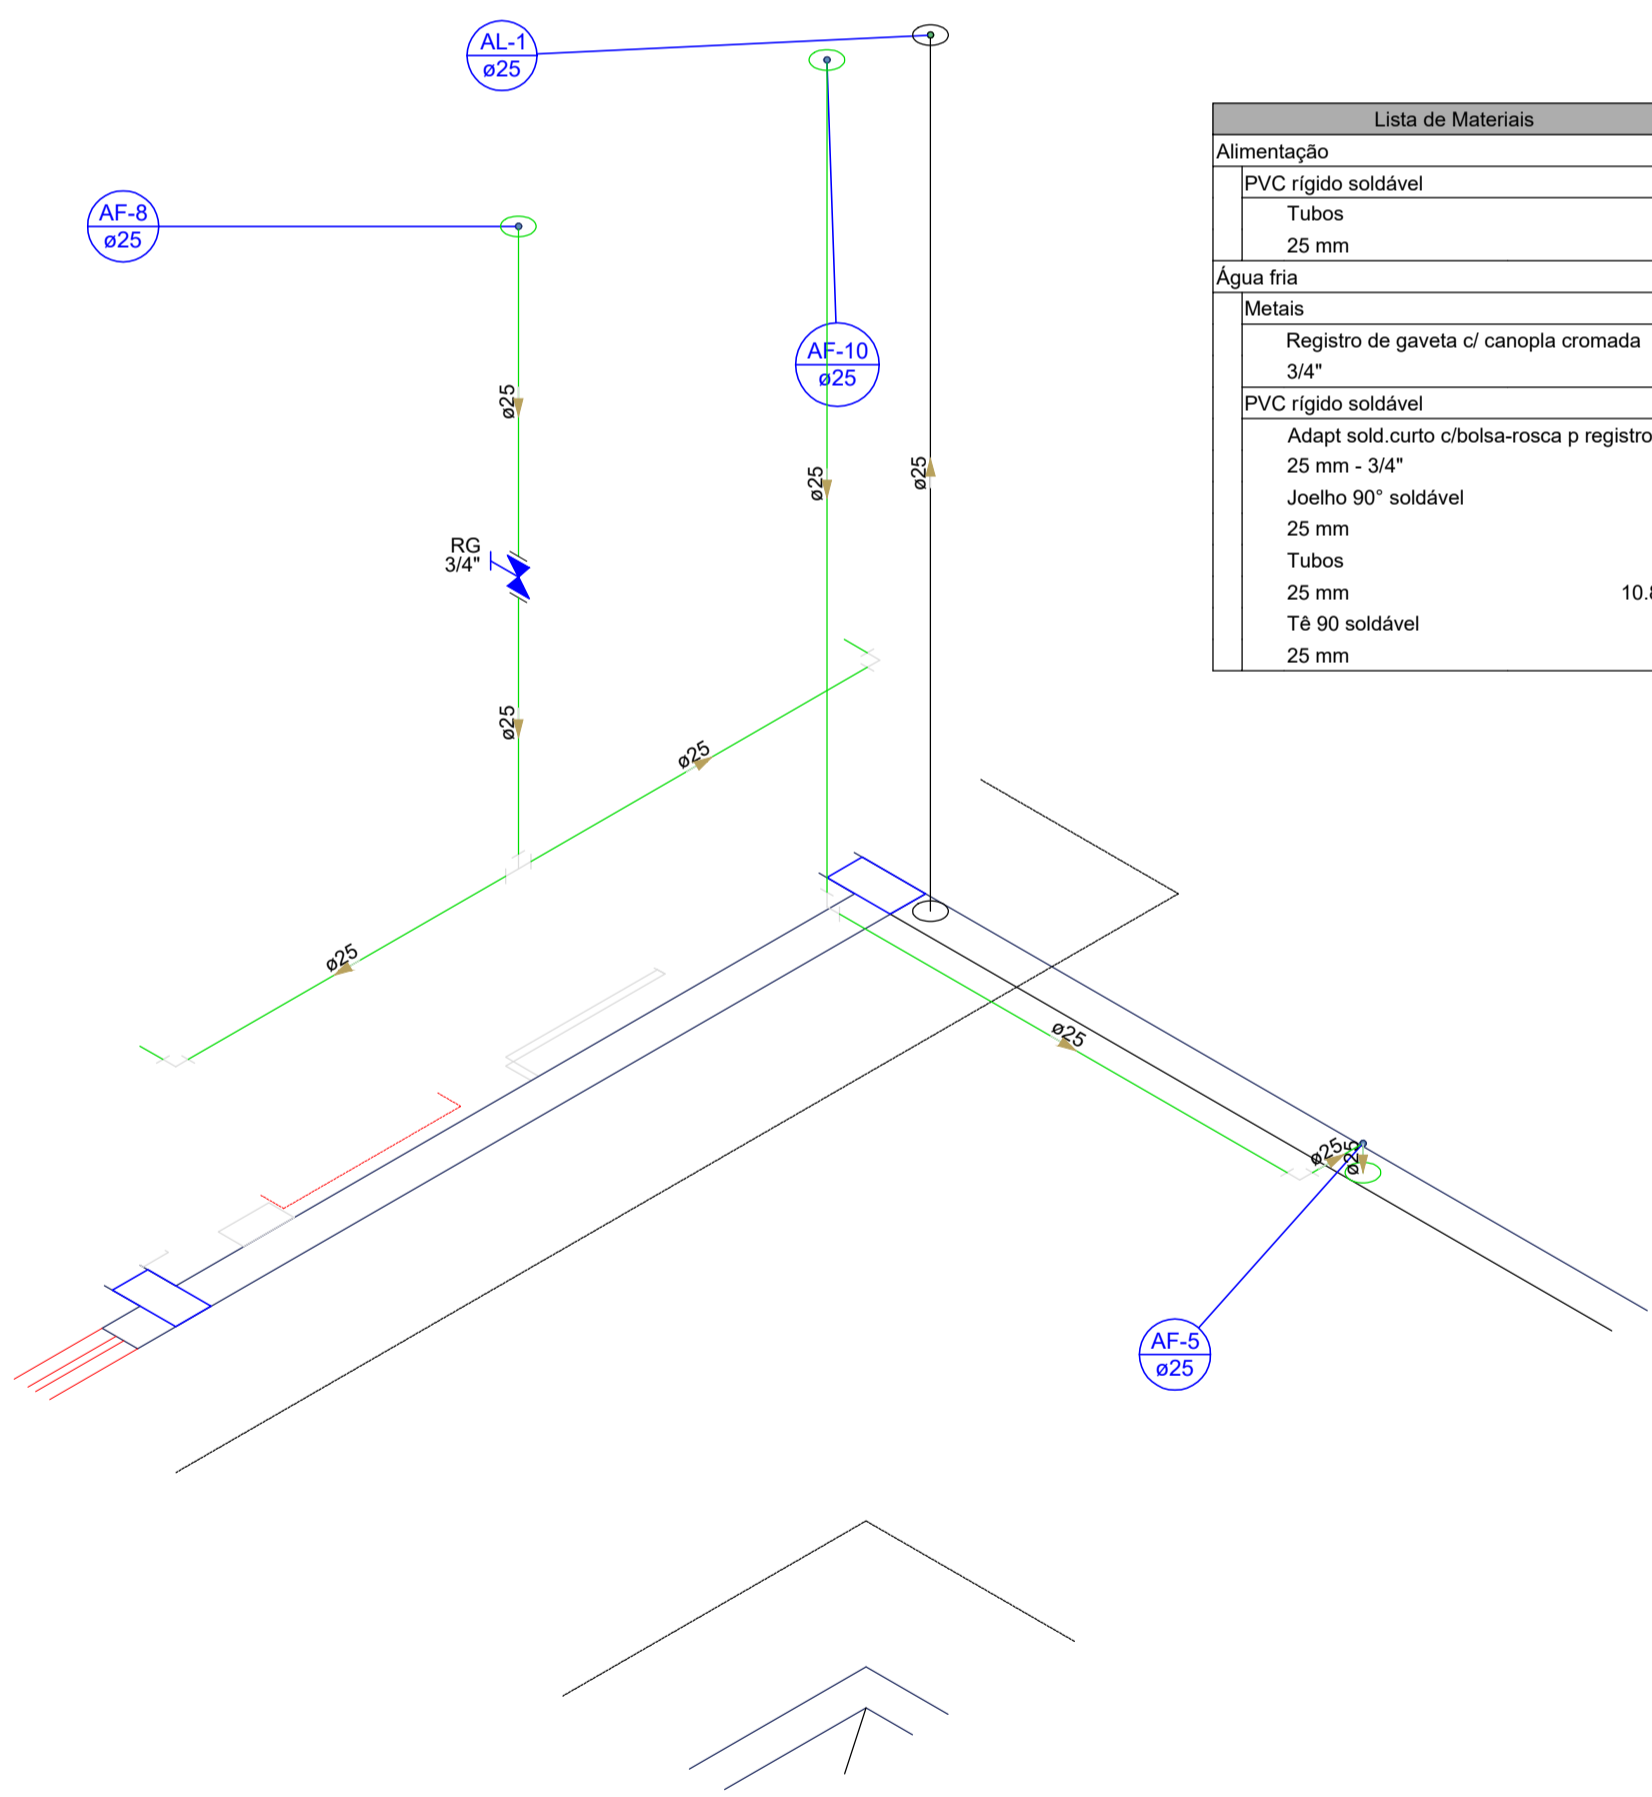 AL-1
ø25
AF-8
ø25
AF-10
ø25
ø25
ø25
ø25
RG
3/4"
ø25
ø25
ø25
ø25
ø25
ø25
AF-5
ø25
Lista de Materiais
Alimentação
PVC rígido soldável
Tubos
25 mm
Água fria
Metais
Registro de gaveta c/ canopla cromada
3/4"
PVC rígido soldável
Adapt sold.curto c/bolsa-rosca p registro
25 mm - 3/4"
Joelho 90° soldável
25 mm
Tubos
25 mm 10.8
Tê 90 soldável
25 mm